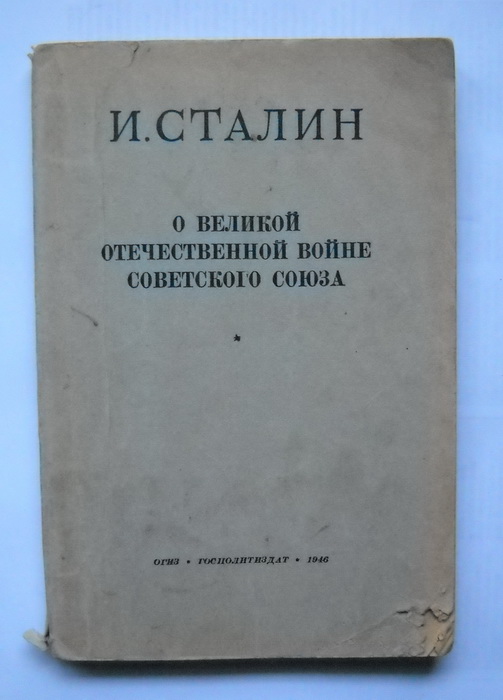 И. СТАЛИН
О ВЕЛИКОЙ
ОТЕЧЕСТВЕННОЙ ВОЙНЕ
СОВЕТСКОГО СОЮЗА
ОГИЗ • ГОСПОЛИТИЗДАТ • 1946